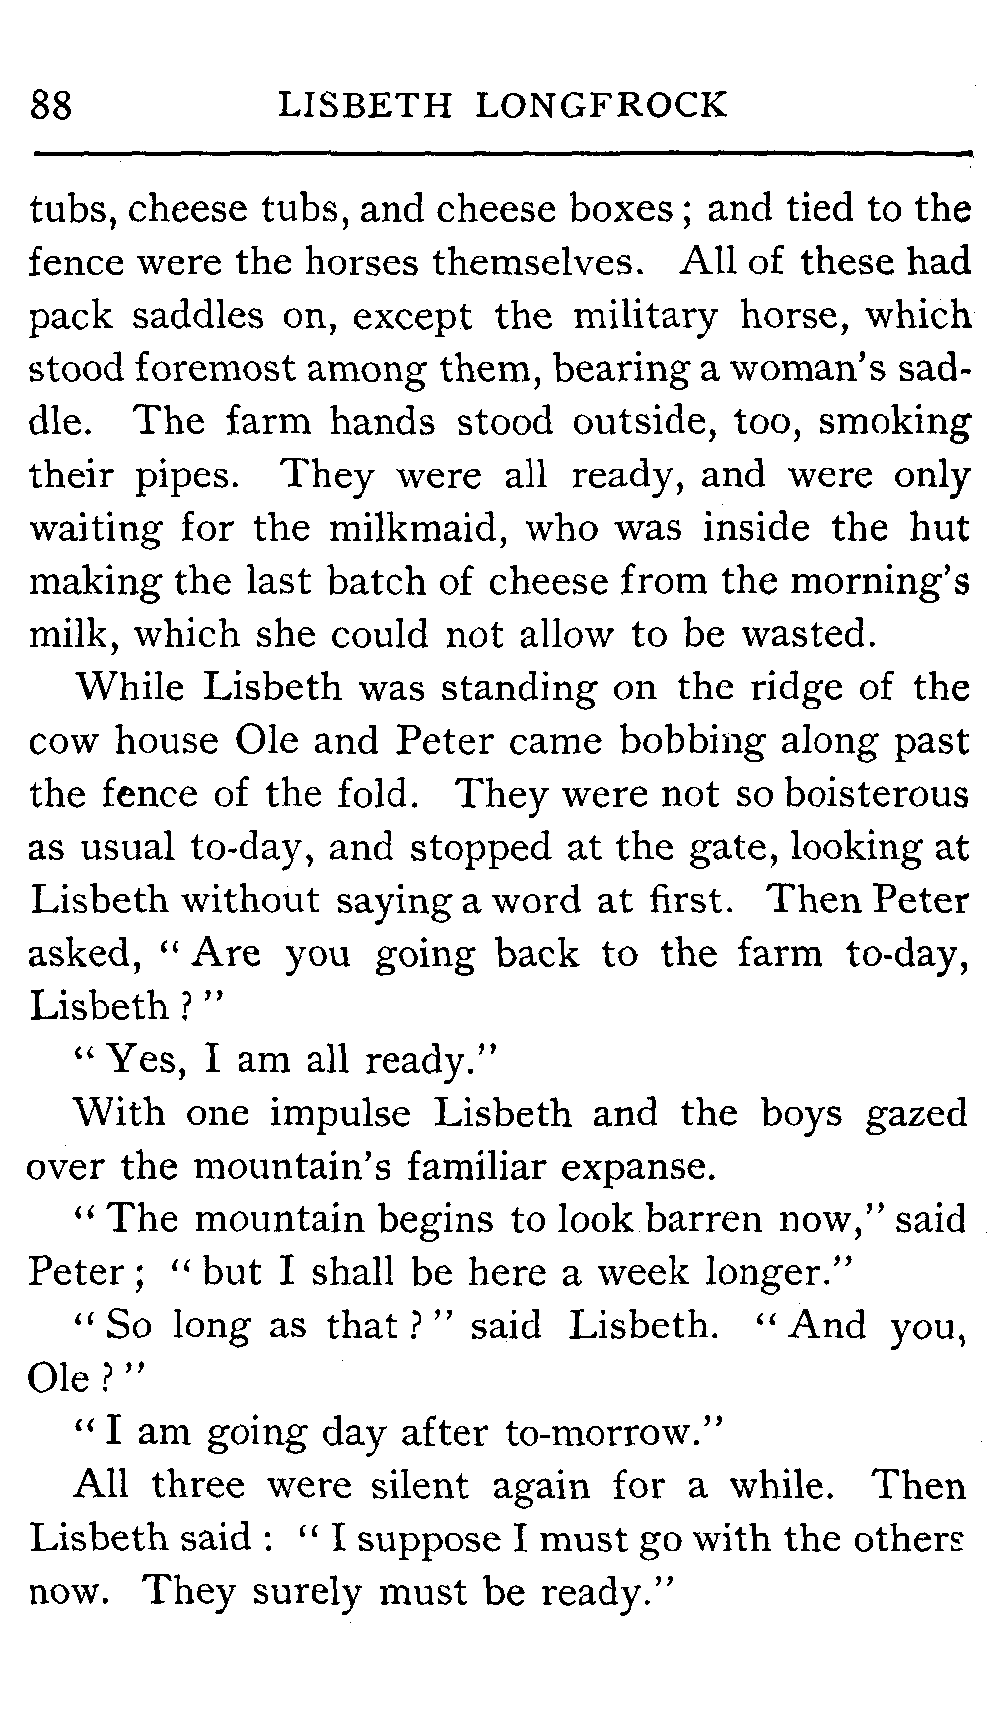 88 LISBETH LONGFROCK
tubs, cheese tubs, and cheese boxes; and tied to the
fence were the horses themselves. All of these had
pack saddles on, except the military horse, which
stood foremost among them, bearing a woman's sad-
dle. The farm hands stood outside, too, smoking
their pipes. They were all ready, and were only
waiting for the milkmaid, who was inside the hut
making the last batch of cheese from the morning's
milk, which she could not allow to be wasted.
While Lisbeth was standing on the ridge of the
cow house Ole and Peter came bobbing along past
the fence of the fold. They were not so boisterous
as usual to-day, and stopped at the gate, looking at
Lisbeth without saying a word at first. Then Peter
asked, "Are you going back to the farm to-day,
Lisbeth?"
"Yes, I am all ready."
With one impulse Lisbeth and the boys gazed
over the mountain's familiar expanse.
"The mountain begins to look barren now," said
Peter; "but I shall be here a week longer."
"So long as that?" said Lisbeth. "And you,
Ole?"
"I am going day after to-morrow."
All three were silent again for a while. Then
Lisbeth said: "I suppose I must go with the others
now. They surely must be ready."